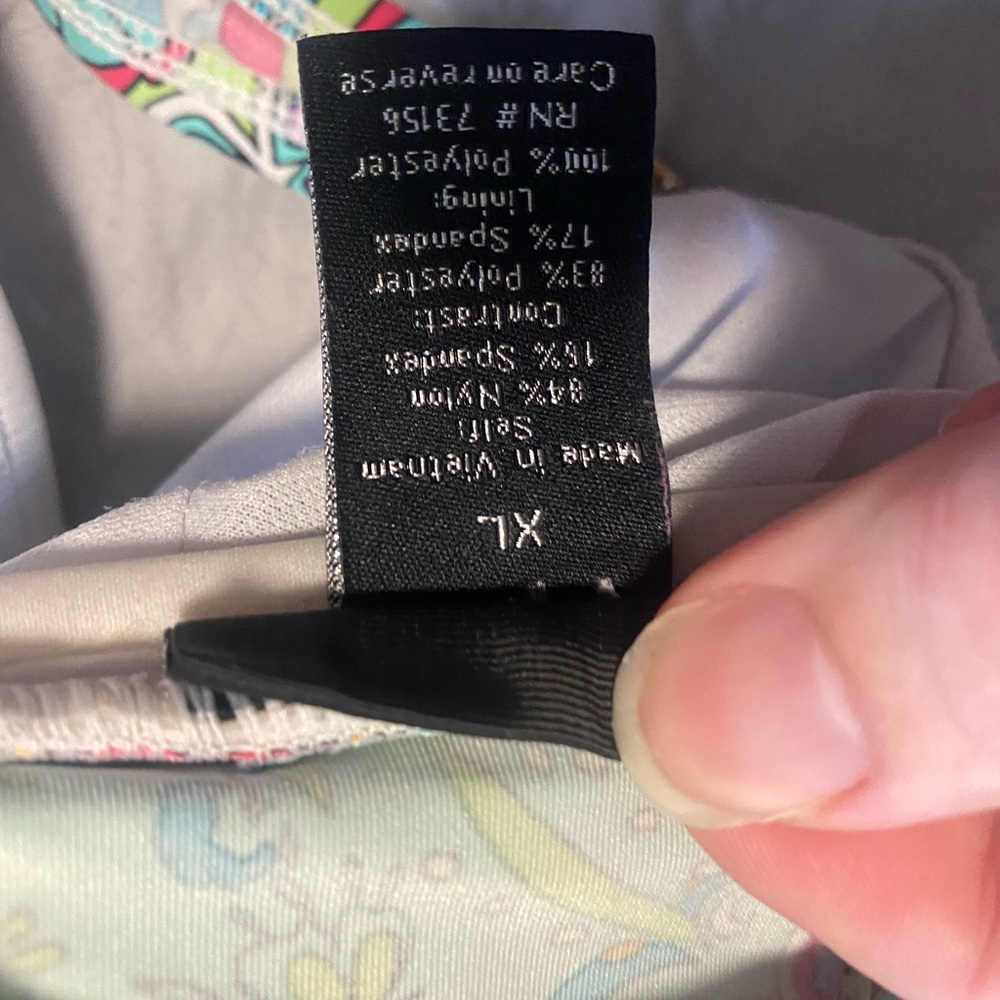 XL
Made in Vietnam
Self:
84% Nylon
16% Spandex
Contrast:
83% Polyester
17% Spandex
Lining:
100% Polyester
RN # 73156
Care on reverse